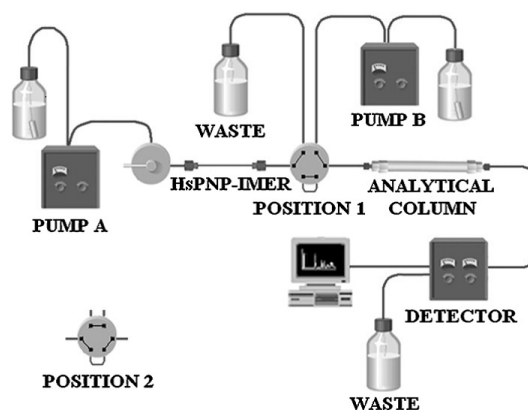 WASTE
PUMP B
HsPNP-IMER
POSITION 1
ANALYTICAL
COLUMN
PUMP A
DETECTOR
POSITION 2
WASTE